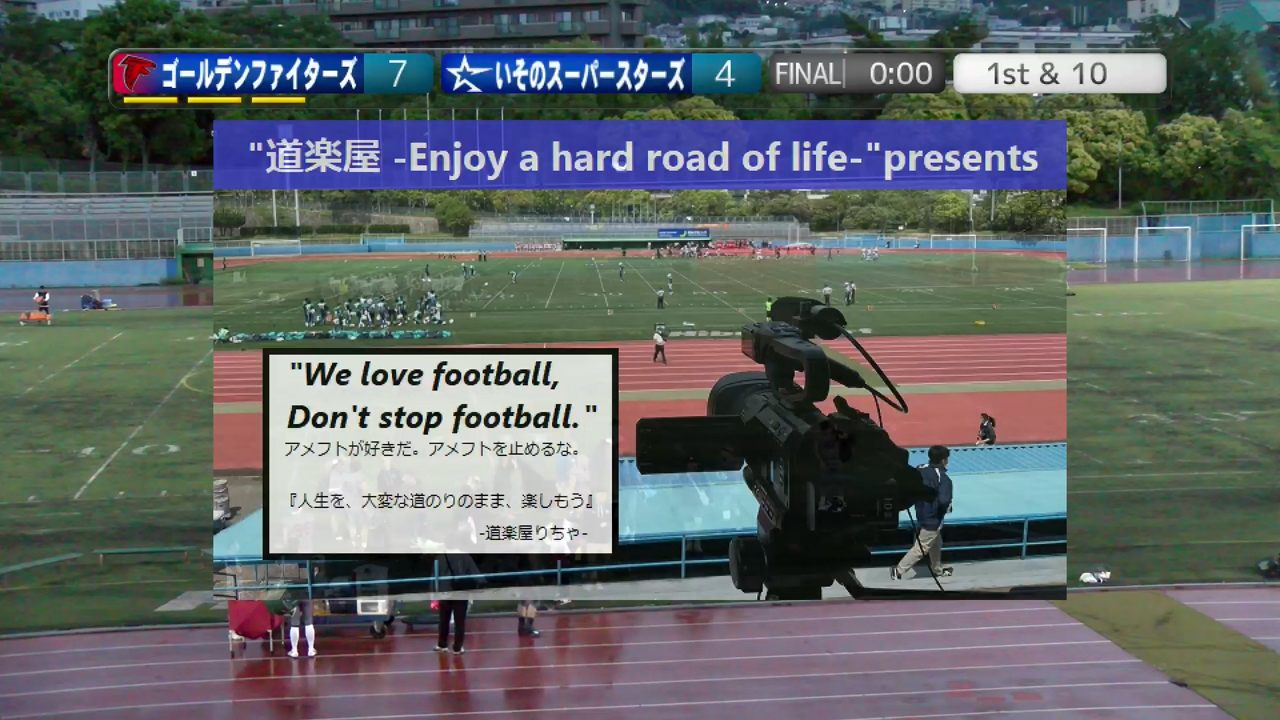 ゴールデンファイターズ 7 いそのスーパースターズ 4 FINAL 0:00 1st & 10
"道楽屋 -Enjoy a hard road of life-"presents
"We love football,
Don't stop football."
アメフトが好きだ。アメフトを止めるな。
『人生を、大変な道のりのまま、楽しもう』
-道楽屋りちゃ-